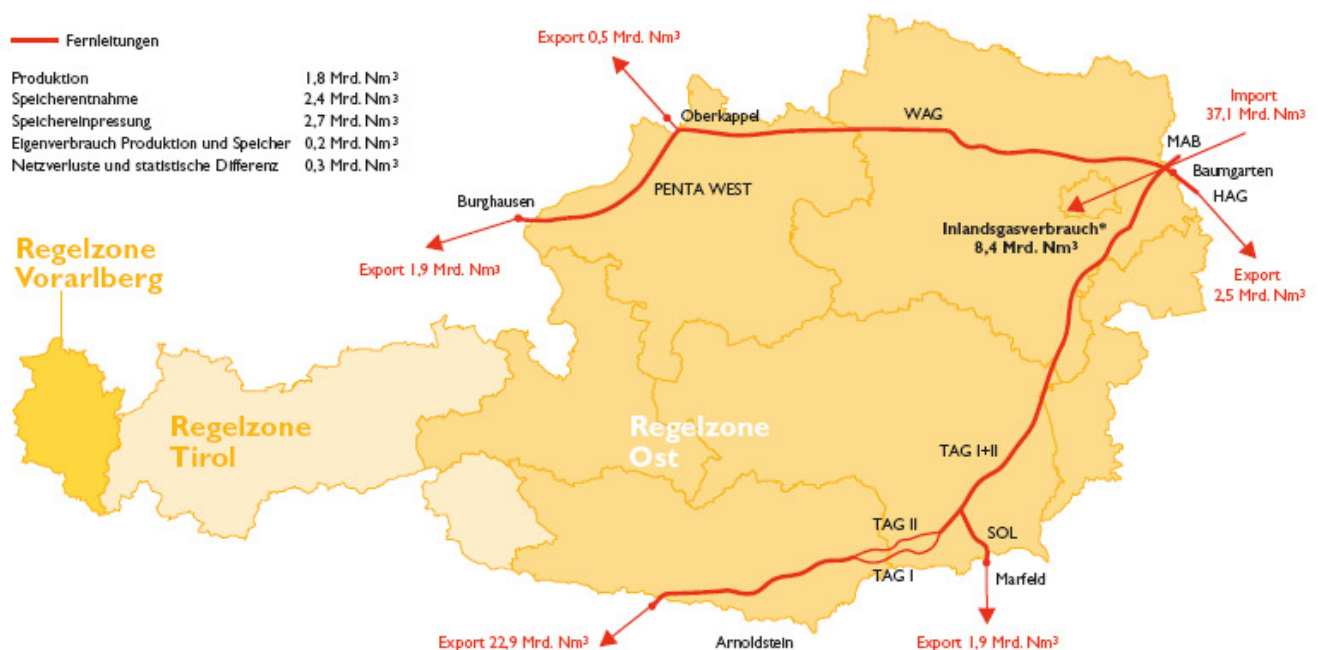 Fernleitungen
Produktion 1,8 Mrd. Nm³
Speicherentnahme 2,4 Mrd. Nm³
Speichereinpressung 2,7 Mrd. Nm³
Eigenverbrauch Produktion und Speicher 0,2 Mrd. Nm³
Netzverluste und statistische Differenz 0,3 Mrd. Nm³
Export 0,5 Mrd. Nm³
Oberkappel
WAG
Import
37,1 Mrd. Nm³
MAB
Baumgarten
HAG
PENTA WEST
Burghausen
Export 1,9 Mrd. Nm³
Inlandsgasverbrauch*
8,4 Mrd. Nm³
Export
2,5 Mrd. Nm³
Regelzone
Vorarlberg
Regelzone
Tirol
Regelzone
Ost
TAG I+II
TAG II
SOL
TAG I
Marfeld
Export 22,9 Mrd. Nm³
Arnoldstein
Export 1,9 Mrd. Nm³